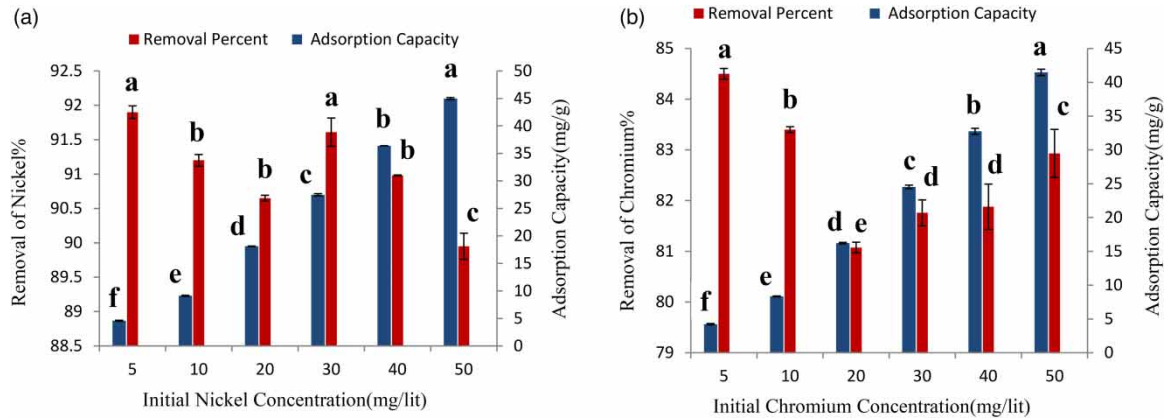 (a)
Removal Percent Adsorption Capacity
92.5
92
91.5
91
90.5
90
89.5
89
88.5
Removal of Nickel%
50
45
40
35
30
25
20
15
10
5
0
Adsorption Capacity(mg/g)
a
b
b
a
b
a
f
e
d
c
b
c
5 10 20 30 40 50
Initial Nickel Concentration(mg/lit)
(b)
Removal Percent Adsorption Capacity
85
84
83
82
81
80
79
Removal of Chromium%
45
40
35
30
25
20
15
10
5
0
Adsorption Capacity(mg/g)
a
b
a
b
c
c
d
d
d
e
e
f
5 10 20 30 40 50
Initial Chromium Concentration(mg/lit)